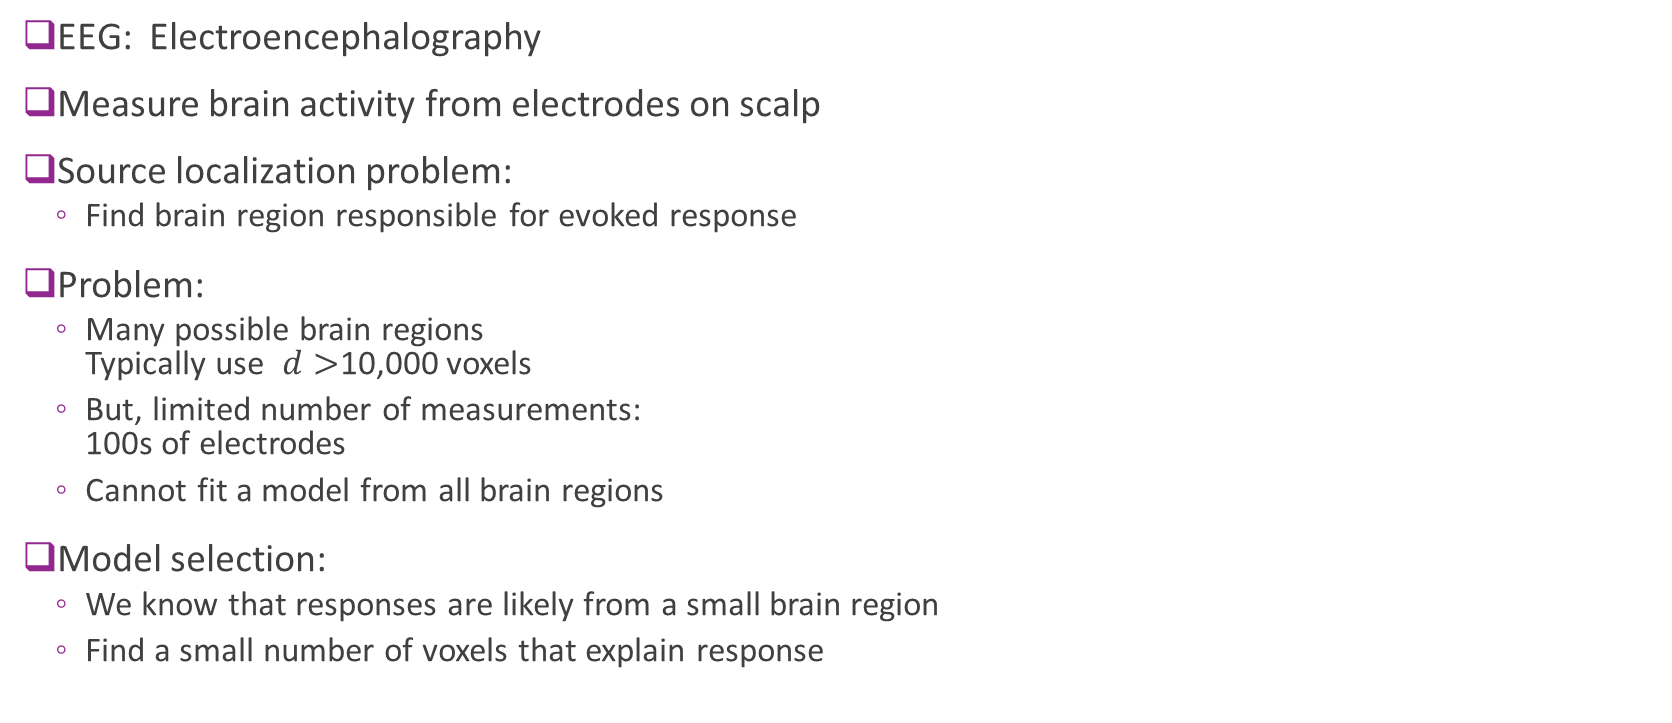 ❑EEG: Electroencephalography
❑Measure brain activity from electrodes on scalp
❑Source localization problem:
◦ Find brain region responsible for evoked response
❑Problem:
◦ Many possible brain regions
Typically use d >10,000 voxels
◦ But, limited number of measurements:
100s of electrodes
◦ Cannot fit a model from all brain regions
❑Model selection:
◦ We know that responses are likely from a small brain region
◦ Find a small number of voxels that explain response